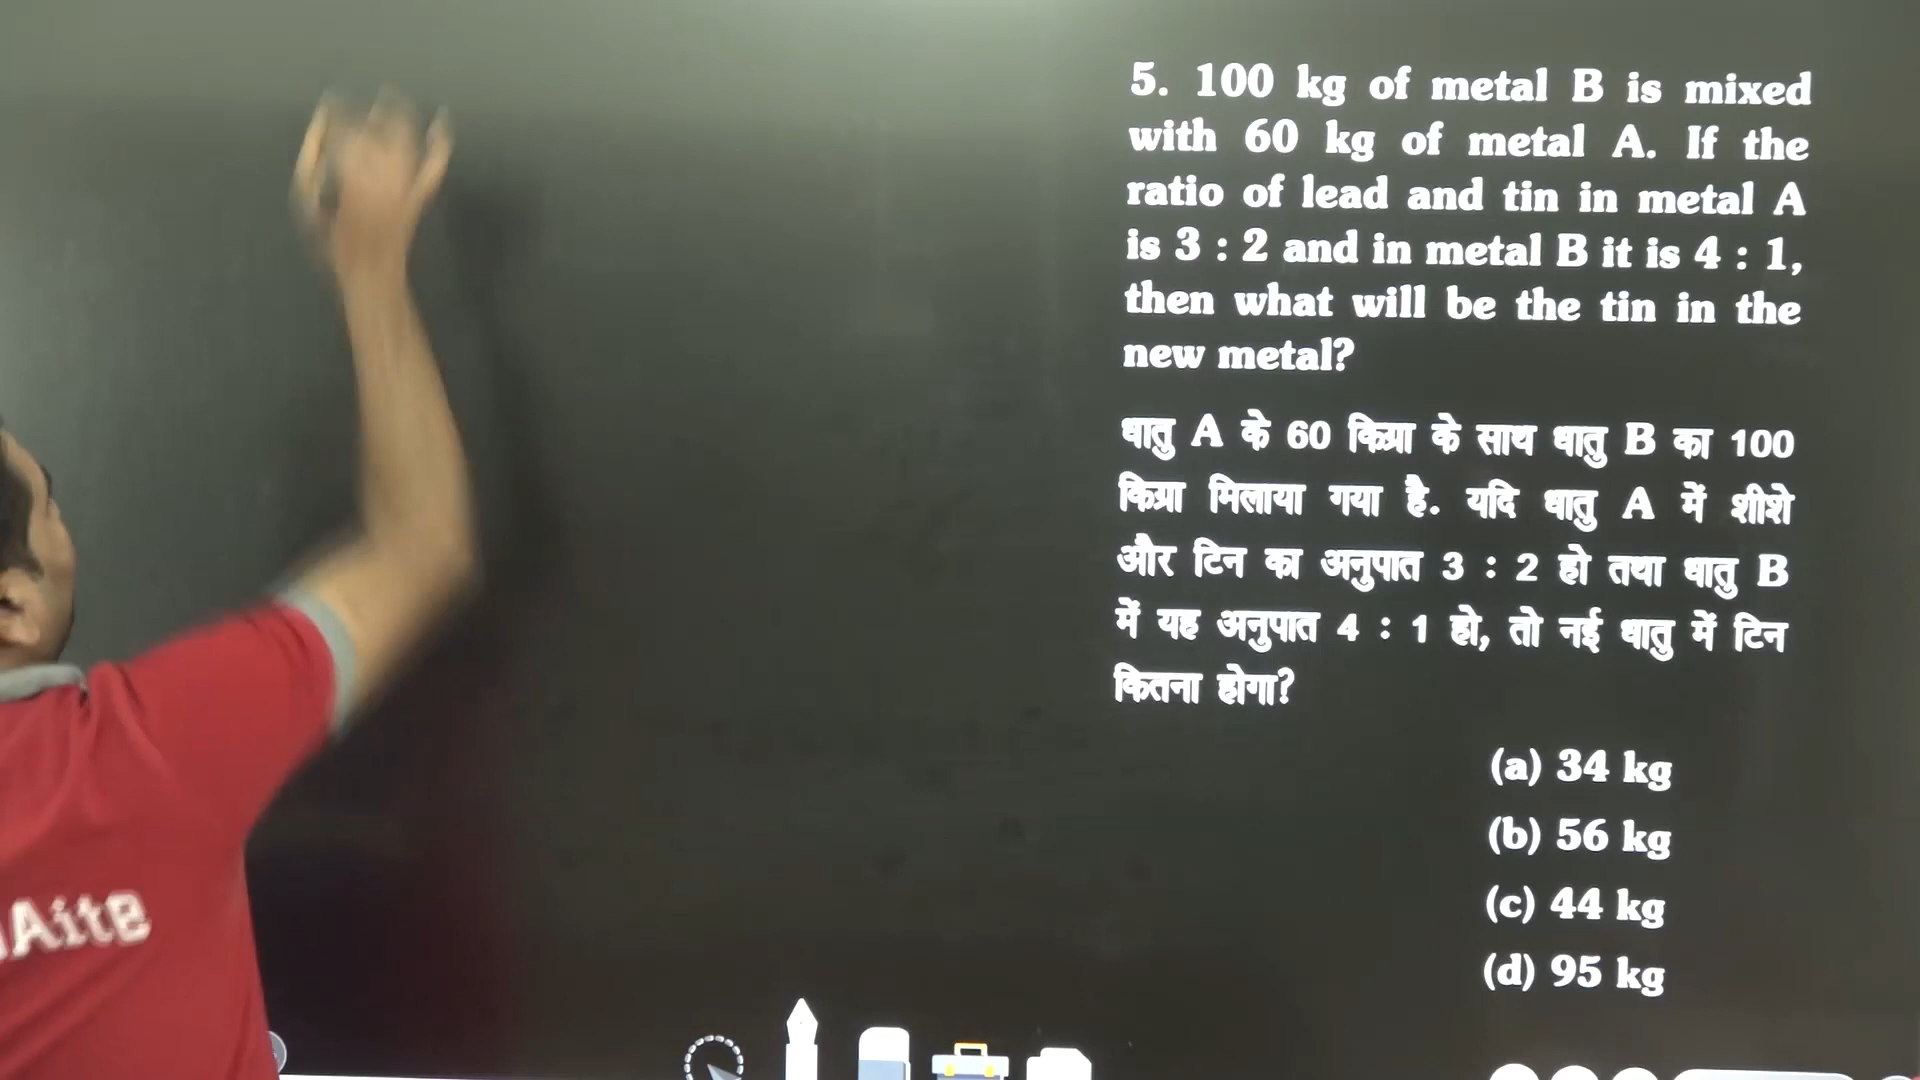 5. 100 kg of metal B is mixed
with 60 kg of metal A. If the
ratio of lead and tin in metal A
is 3 : 2 and in metal B it is 4 : 1,
then what will be the tin in the
new metal?
धातु A के 60 किग्रा के साथ धातु B का 100
किग्रा मिलाया गया है. यदि धातु A में शीशे
और टिन का अनुपात 3 : 2 हो तथा धातु B
में यह अनुपात 4 : 1 हो, तो नई धातु में टिन
कितना होगा?
(a) 34 kg
(b) 56 kg
(c) 44 kg
(d) 95 kg